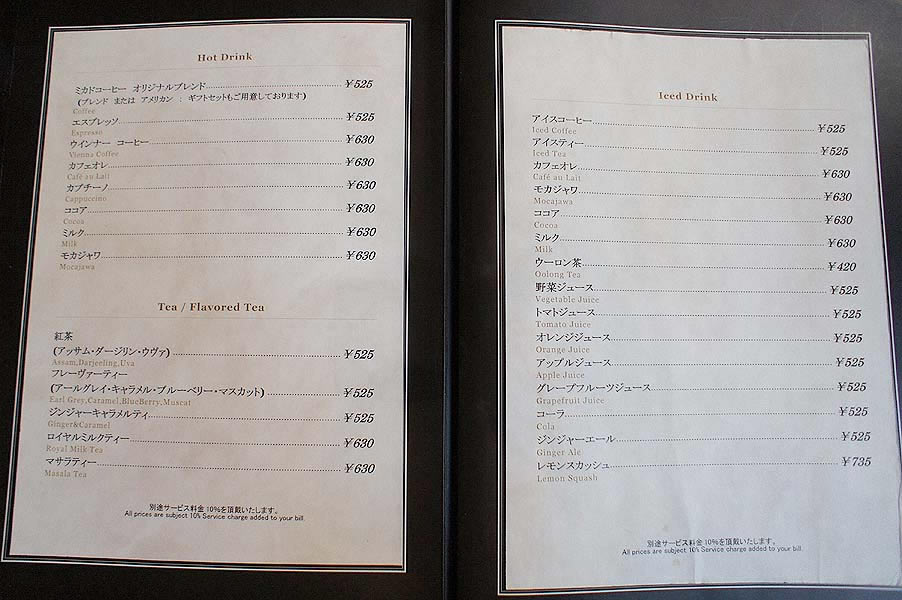 Hot Drink
ミカドコーヒー オリジナルブレンド ¥525
(ブレンド または アメリカン : ギフトセットもご用意しております)
Coffee
エスプレッソ ¥525
Espresso
ウインナー コーヒー ¥630
Vienna Coffee
カフェオレ ¥630
Café au Lait
カプチーノ ¥630
Cappuccino
ココア ¥630
Cocoa
ミルク ¥630
Milk
モカジャワ ¥630
Mocajawa
Tea / Flavored Tea
紅茶
(アッサム・ダージリン・ウヴァ) ¥525
Assam,Darjeeling,Uva
フレーヴァーティー
(アールグレイ・キャラメル・ブルーベリー・マスカット) ¥525
Earl Grey,Caramel,BlueBerry,Muscat
ジンジャーキャラメルティ ¥525
Ginger&Caramel
ロイヤルミルクティー ¥630
Royal Milk Tea
マサラティー ¥630
Masala Tea
別途サービス料金10%を頂戴いたします。
All prices are subject 10% Service charge added to your bill.
Iced Drink
アイスコーヒー ¥525
Iced Coffee
アイスティー ¥525
Iced Tea
カフェオレ ¥630
Café au Lait
モカジャワ ¥630
Mocajawa
ココア ¥630
Cocoa
ミルク ¥630
Milk
ウーロン茶 ¥420
Oolong Tea
野菜ジュース ¥525
Vegetable Juice
トマトジュース ¥525
Tomato Juice
オレンジジュース ¥525
Orange Juice
アップルジュース ¥525
Apple Juice
グレープフルーツジュース ¥525
Grapefruit Juice
コーラ ¥525
Cola
ジンジャーエール ¥525
Ginger Ale
レモンスカッシュ ¥735
Lemon Squash
別途サービス料金10%を頂戴いたします。
All prices are subject 10% Service charge added to your bill.